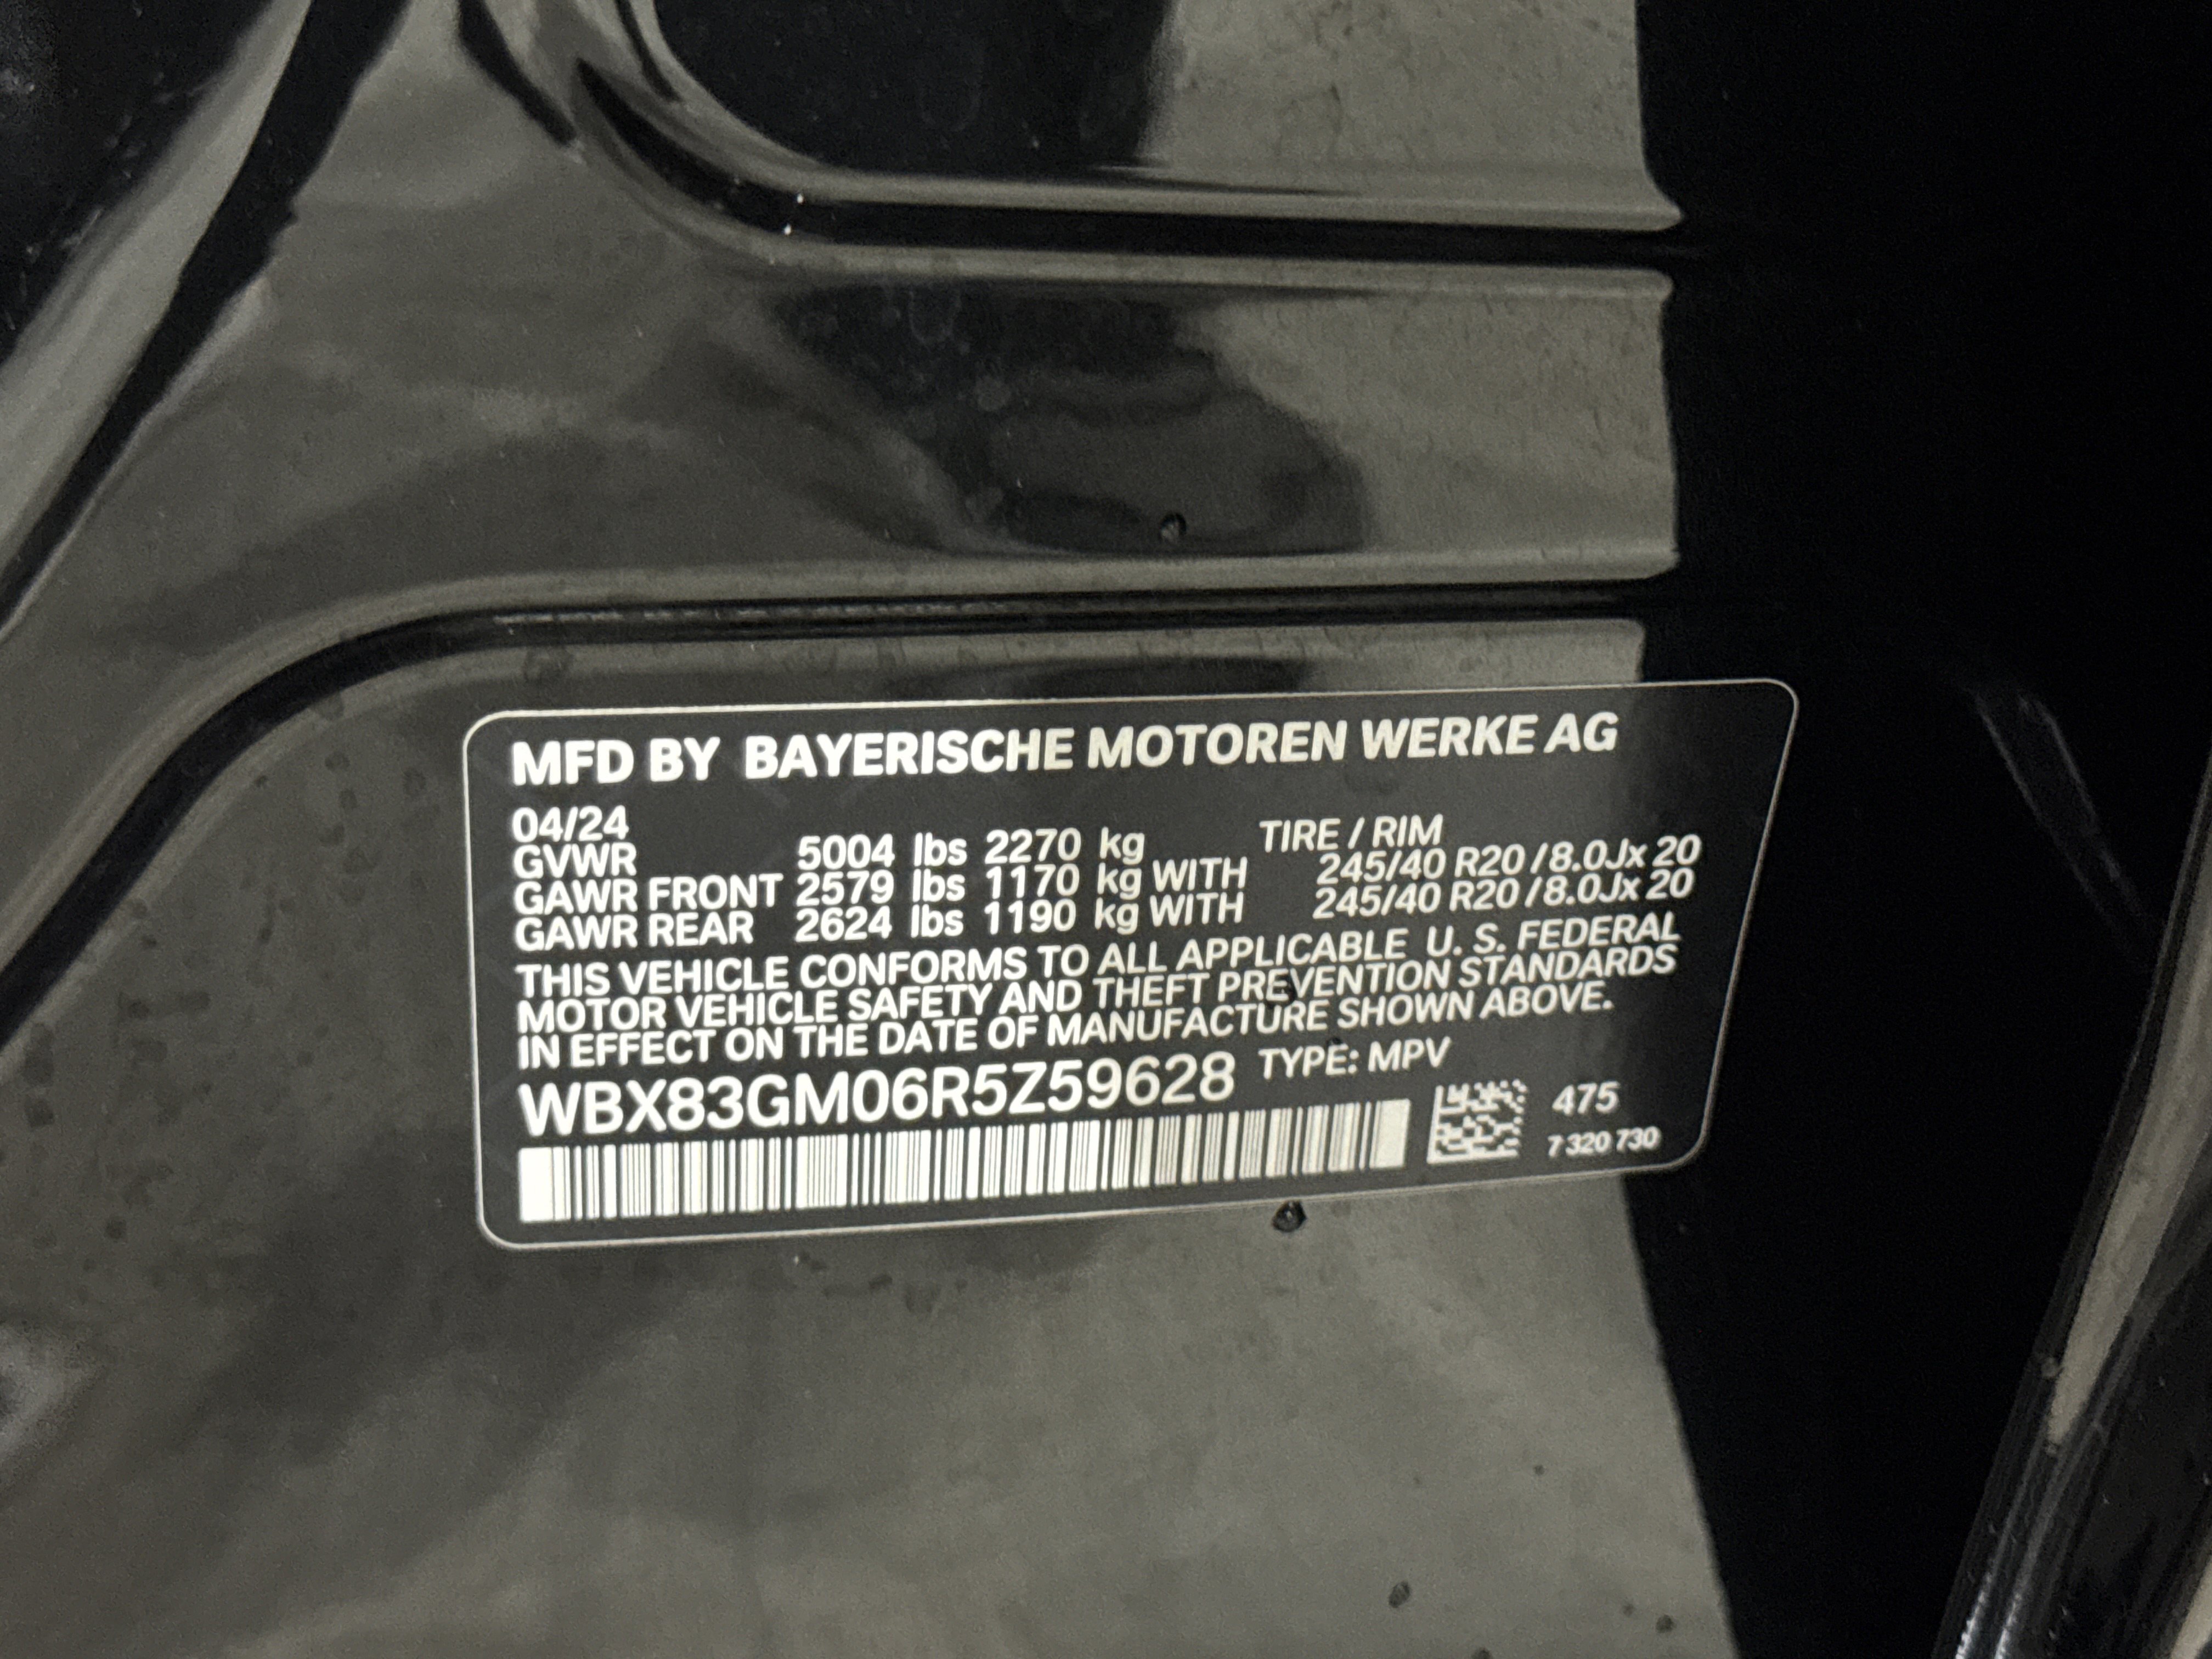 MFD BY BAYERISCHE MOTOREN WERKE AG
04/24
GVWR 5004 lbs 2270 kg TIRE / RIM
GAWR FRONT 2579 lbs 1170 kg WITH 245/40 R20 / 8.0Jx 20
GAWR REAR 2624 lbs 1190 kg WITH 245/40 R20 / 8.0Jx 20
THIS VEHICLE CONFORMS TO ALL APPLICABLE U. S. FEDERAL
MOTOR VEHICLE SAFETY AND THEFT PREVENTION STANDARDS
IN EFFECT ON THE DATE OF MANUFACTURE SHOWN ABOVE.
WBX83GM06R5Z59628 TYPE: MPV
475
7 320 730